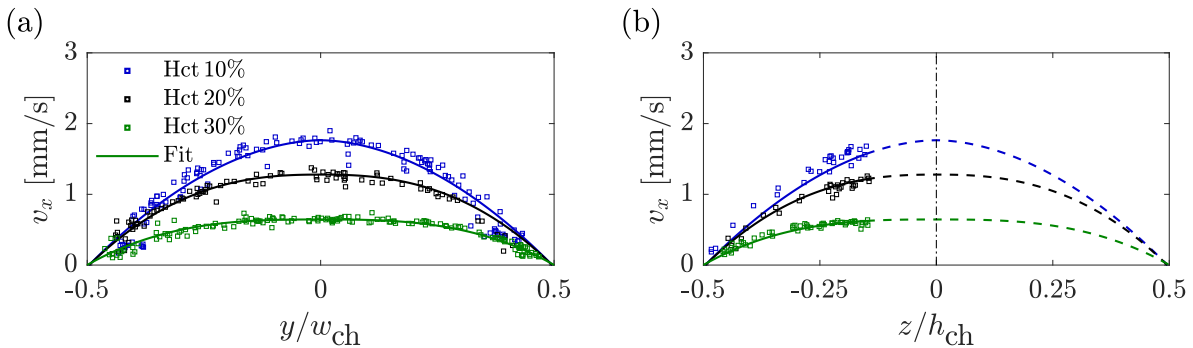 (a)
3
2
1
0
v_x [mm/s]
Hct 10%
Hct 20%
Hct 30%
Fit
-0.5
0
0.5
y/w_ch
(b)
3
2
1
0
v_x [mm/s]
-0.5
-0.25
0
0.25
0.5
z/h_ch